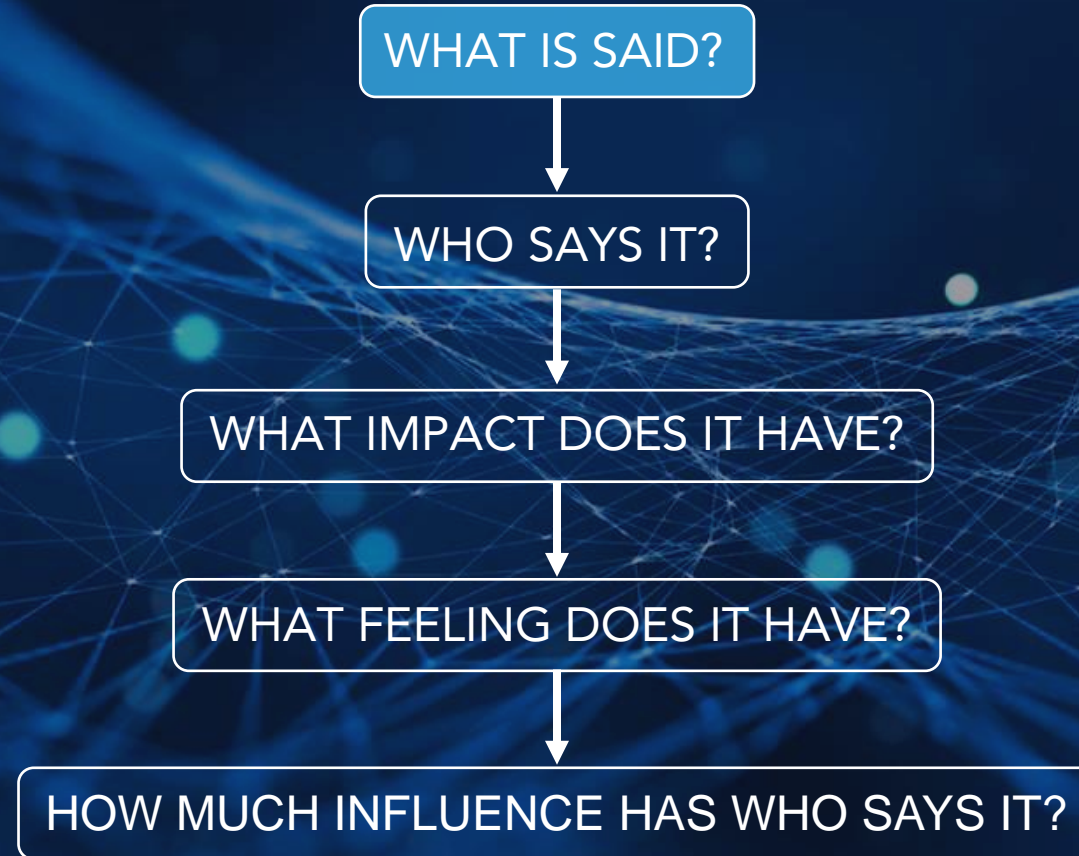 WHAT IS SAID?
WHO SAYS IT?
WHAT IMPACT DOES IT HAVE?
WHAT FEELING DOES IT HAVE?
HOW MUCH INFLUENCE HAS WHO SAYS IT?